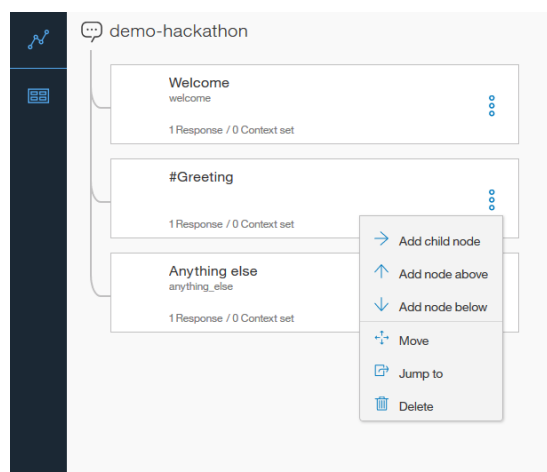 demo-hackathon
Welcome
welcome
1 Response / 0 Context set
#Greeting
1 Response / 0 Context set
Add child node
Add node above
Add node below
Move
Jump to
Delete
Anything else
anything_else
1 Response / 0 Context set